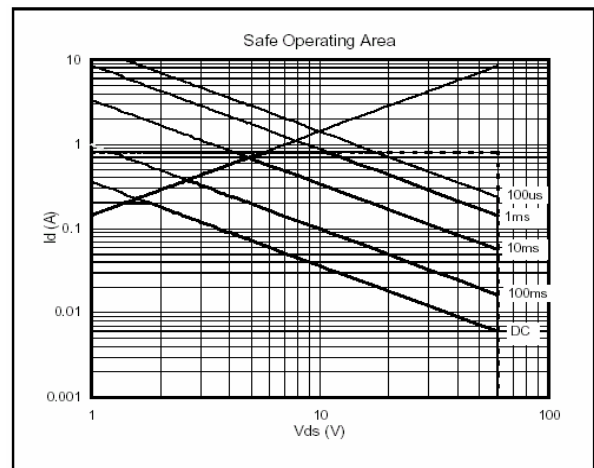 Safe Operating Area
10
1
0.1
0.01
0.001
Id (A)
100us
1ms
10ms
100ms
DC
1
10
100
Vds (V)